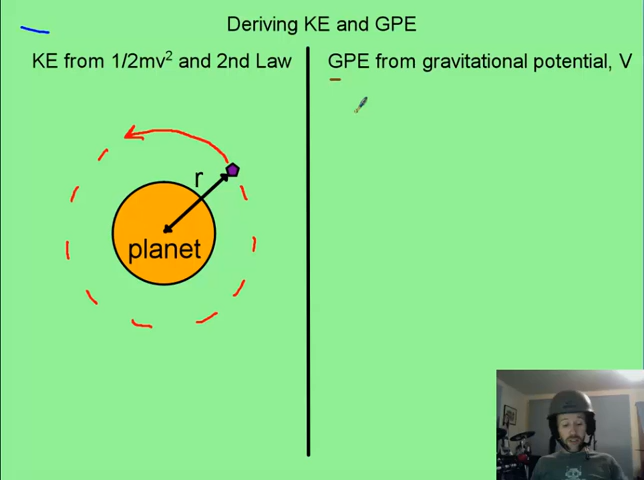 Deriving KE and GPE
KE from 1/2mv² and 2nd Law
GPE from gravitational potential, V
r
planet